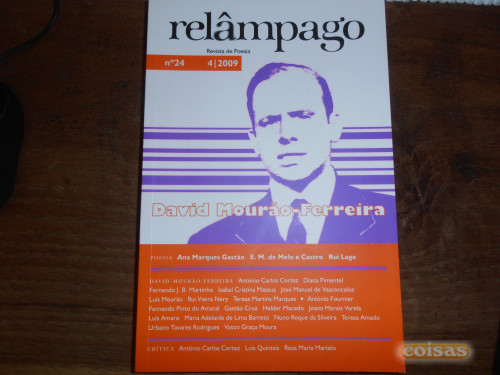 relâmpago
Revista de Poesia
nº24 4|2009
David Mourão-Ferreira
POESIA Ana Marques Gastão E. M. de Melo e Castro Rui Lage
DAVID MOURÃO-FERREIRA António Carlos Cortez Diana Pimentel
Fernando J. B. Martinho Isabel Cristina Mateus José Manuel de Vasconcelos
Luis Mourão Rui Vieira Nery Teresa Martins Marques • António Fournier
Fernando Pinto do Amaral Gastão Cruz Helder Macedo Joana Morais Varela
Luís Amaro Maria Adelaide de Lima Barreto Nuno Roque da Silveira Teresa Amado
Urbano Tavares Rodrigues Vasco Graça Moura
CRÍTICA António Carlos Cortez Luís Quintais Rosa Maria Martelo
coisas